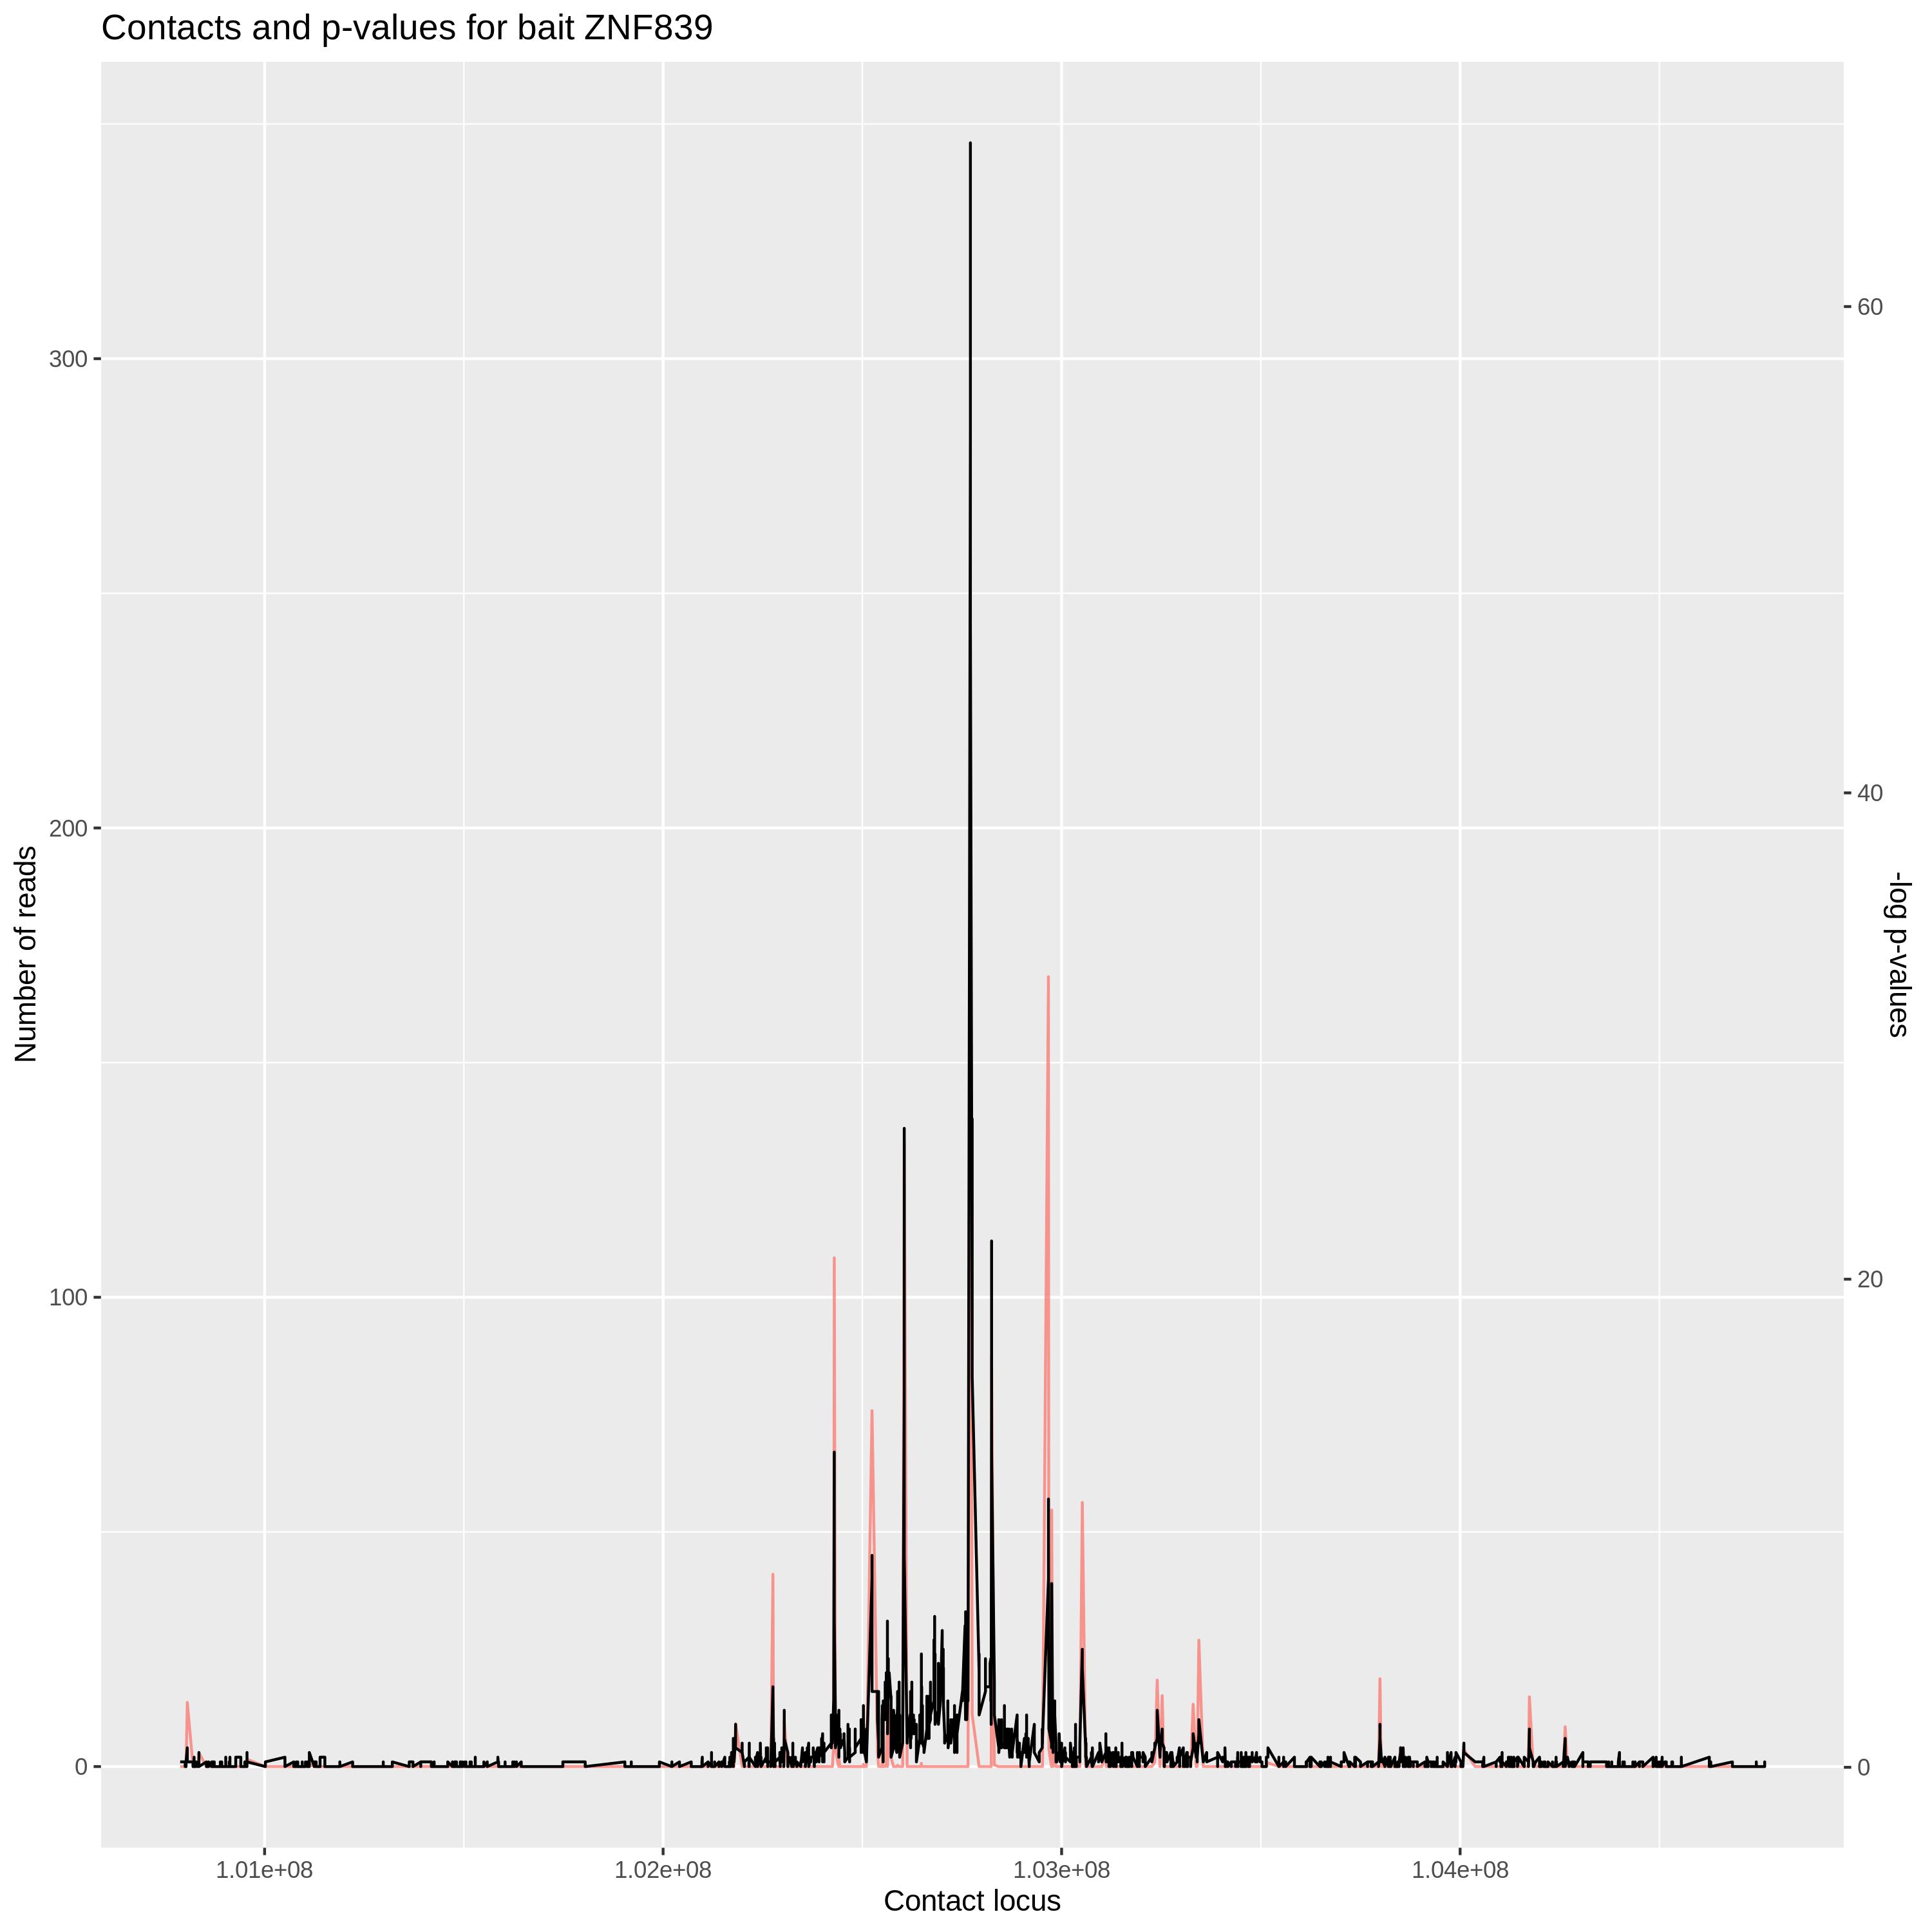 Contacts and p-values for bait ZNF839
300
200
100
0
Number of reads
60
40
20
0
-log p-values
1.01e+08
1.02e+08
1.03e+08
1.04e+08
Contact locus